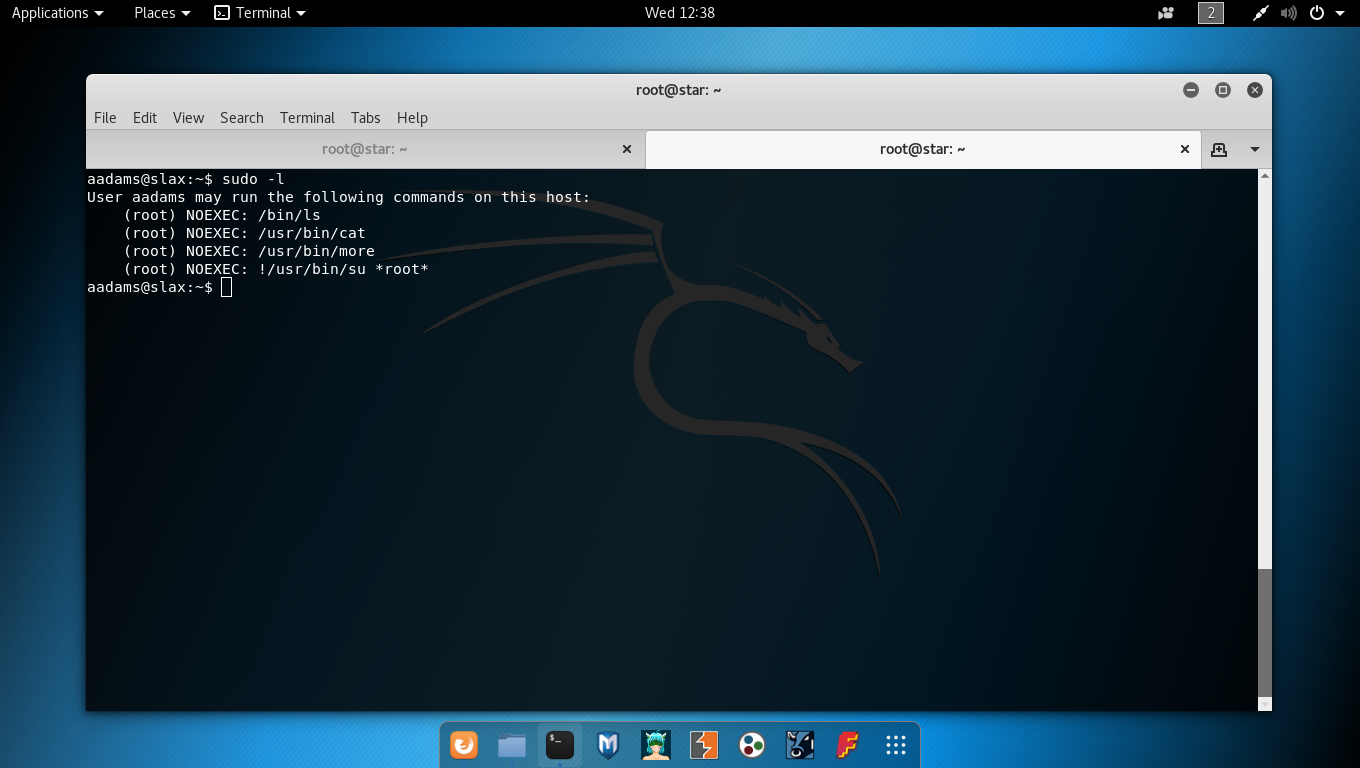 Applications Places Terminal Wed 12:38 2
root@star: ~
File Edit View Search Terminal Tabs Help
root@star: ~ root@star: ~
aadams@slax:~$ sudo -l
User aadams may run the following commands on this host:
    (root) NOEXEC: /bin/ls
    (root) NOEXEC: /usr/bin/cat
    (root) NOEXEC: /usr/bin/more
    (root) NOEXEC: !/usr/bin/su *root*
aadams@slax:~$